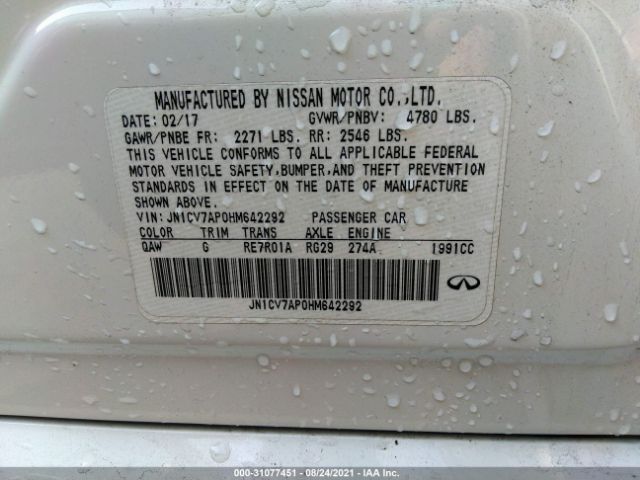 MANUFACTURED BY NISSAN MOTOR CO.,LTD.
DATE: 02/17 GVWR/PNBV: 4780 LBS.
GAWR/PNBE FR: 2271 LBS. RR: 2546 LBS.
THIS VEHICLE CONFORMS TO ALL APPLICABLE FEDERAL
MOTOR VEHICLE SAFETY,BUMPER,AND THEFT PREVENTION
STANDARDS IN EFFECT ON THE DATE OF MANUFACTURE
SHOWN ABOVE.
VIN: JN1CV7AP0HM642292 PASSENGER CAR
COLOR TRIM TRANS AXLE ENGINE
QAW G RE7R01A RG29 274A 1991CC
JN1CV7AP0HM642292
000-31077451 - 08/24/2021 - IAA Inc.